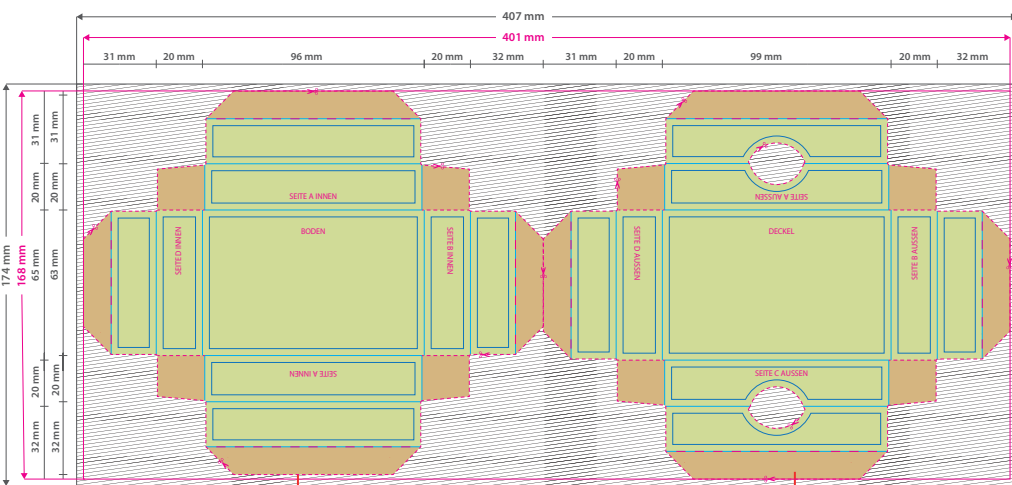 407 mm
401 mm
31 mm 20 mm 96 mm 20 mm 32 mm 31 mm 20 mm 99 mm 20 mm 32 mm
174 mm
168 mm
31 mm 20 mm 65 mm 20 mm 32 mm
31 mm 20 mm 63 mm 20 mm 32 mm
SEITE A INNEN
SEITE D INNEN
BODEN
SEITE B INNEN
SEITE A INNEN
SEITE A AUSSEN
SEITE D AUSSEN
DECKEL
SEITE B AUSSEN
SEITE C AUSSEN